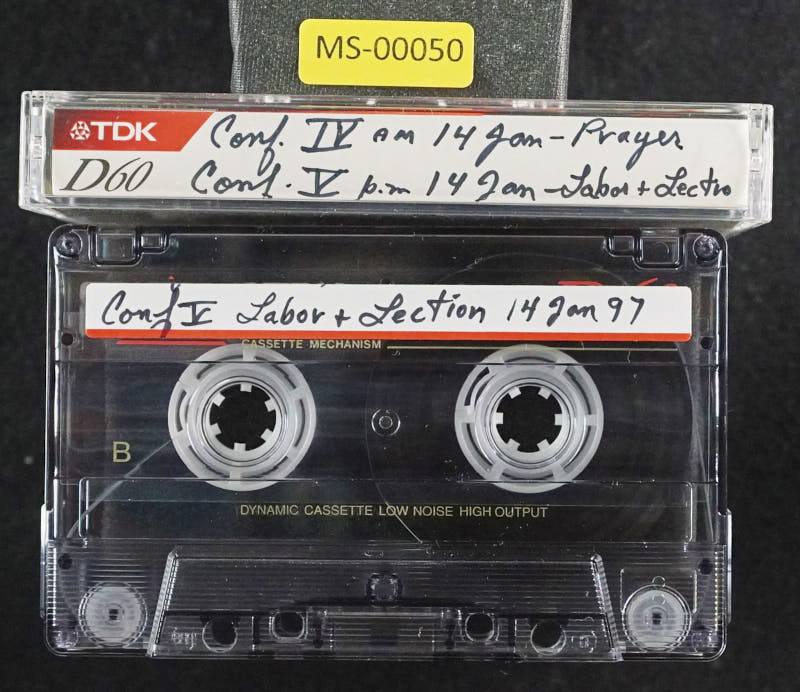 MS-00050
TDK Conf. IV am 14 Jan - Prayer
D60 Conf. V p.m 14 Jan - Labor + Lectio
Conf V Labor + Lection 14 Jan 97
CASSETTE MECHANISM
B
DYNAMIC CASSETTE LOW NOISE HIGH OUTPUT